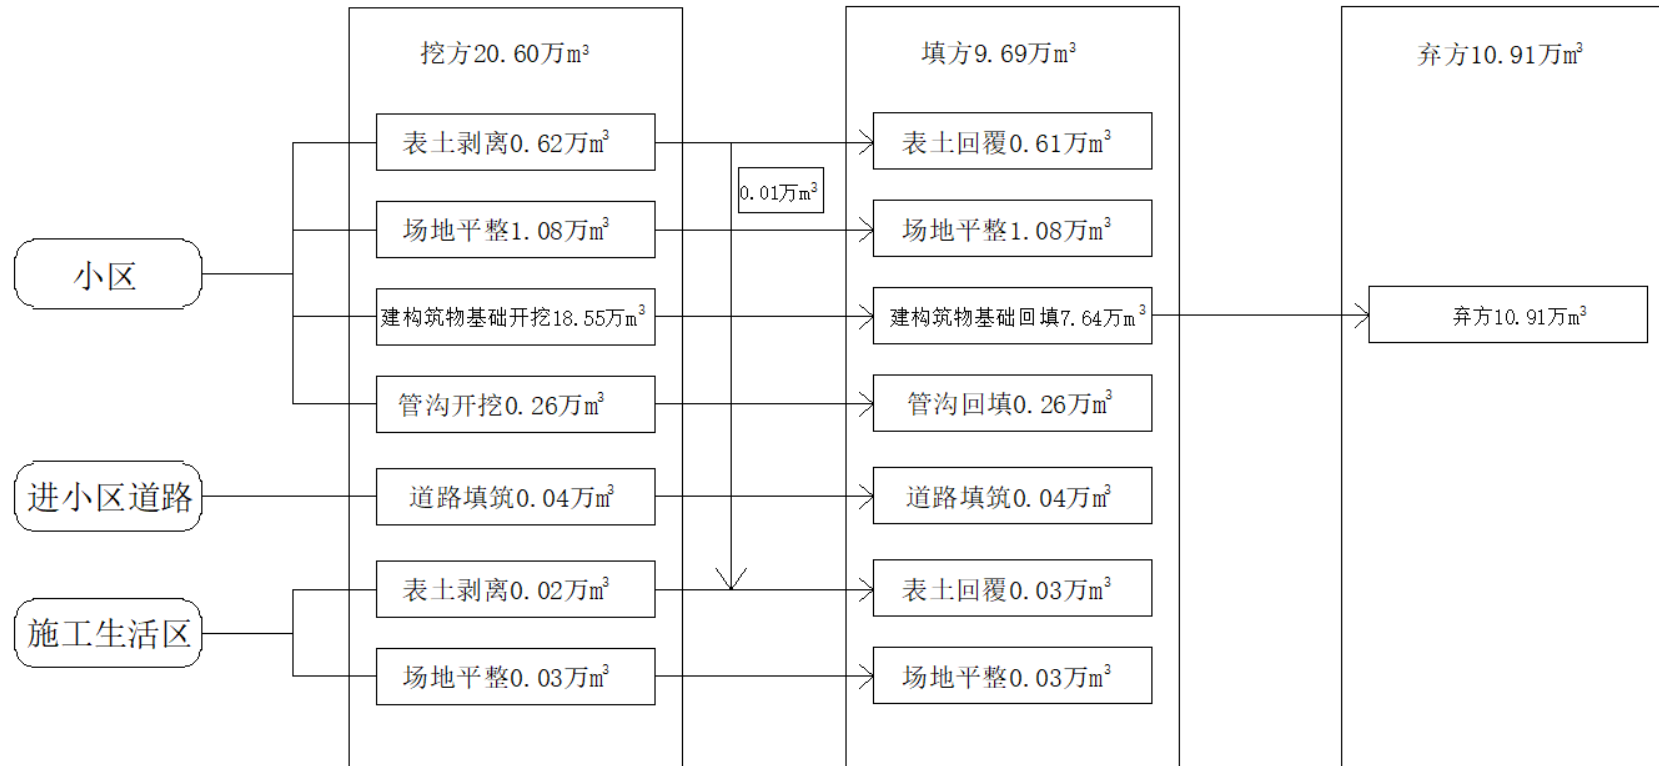 挖方20.60万m³
填方9.69万m³
弃方10.91万m³
表土剥离0.62万m³
表土回覆0.61万m³
0.01万m³
场地平整1.08万m³
场地平整1.08万m³
小区
建构筑物基础开挖18.55万m³
建构筑物基础回填7.64万m³
弃方10.91万m³
管沟开挖0.26万m³
管沟回填0.26万m³
进小区道路
道路填筑0.04万m³
道路填筑0.04万m³
表土剥离0.02万m³
表土回覆0.03万m³
施工生活区
场地平整0.03万m³
场地平整0.03万m³